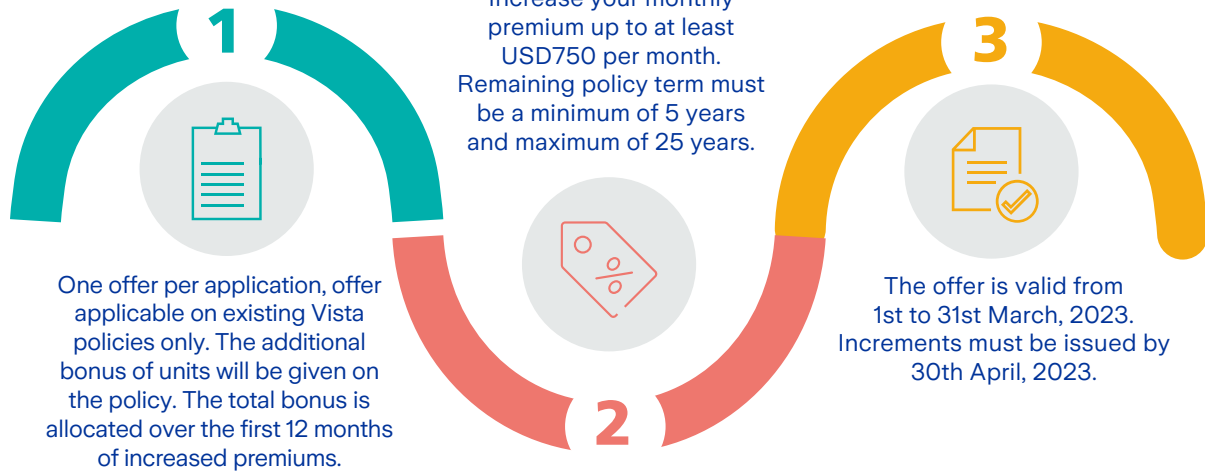 1
One offer per application, offer
applicable on existing Vista
policies only. The additional
bonus of units will be given on
the policy. The total bonus is
allocated over the first 12 months
of increased premiums.
Increase your monthly
premium up to at least
USD750 per month.
Remaining policy term must
be a minimum of 5 years
and maximum of 25 years.
2
3
The offer is valid from
1st to 31st March, 2023.
Increments must be issued by
30th April, 2023.